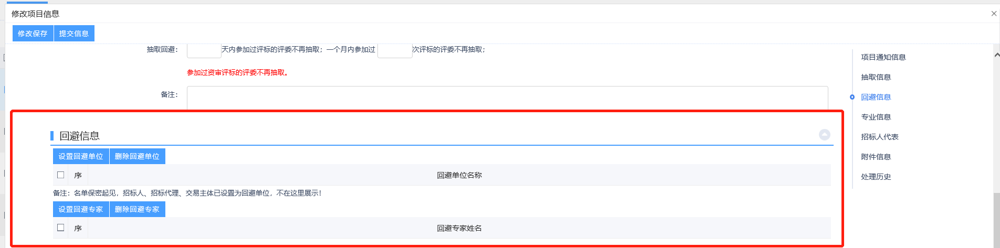 修改项目信息
修改保存 提交信息
抽取回避： 天内参加过评标的评委不再抽取；一个月内参加过 次评标的评委不再抽取；
参加过资审评标的评委不再抽取。
备注：
回避信息
设置回避单位 删除回避单位
序 回避单位名称
备注：名单保密起见，招标人、招标代理、交易主体已设置为回避单位，不在这里展示！
设置回避专家 删除回避专家
序 回避专家姓名
项目通知信息
抽取信息
回避信息
专业信息
招标人代表
附件信息
处理历史